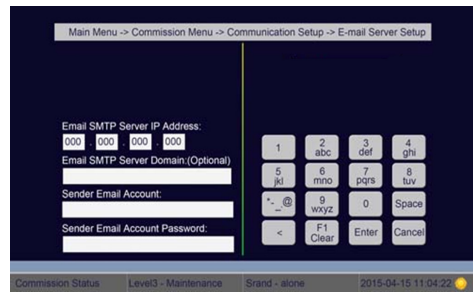 Main Menu -> Commission Menu -> Communication Setup -> E-mail Server Setup
Email SMTP Server IP Address:
000 . 000 . 000 . 000
Email SMTP Server Domain:(Optional)
Sender Email Account:
Sender Email Account Password:
1
2
abc
3
def
4
ghi
5
jkl
6
mno
7
pqrs
8
tuv
*-_@
9
wxyz
0
Space
<
F1
Clear
Enter
Cancel
Commission Status
Level3 - Maintenance
Srand - alone
2015-04-15 11:04:22